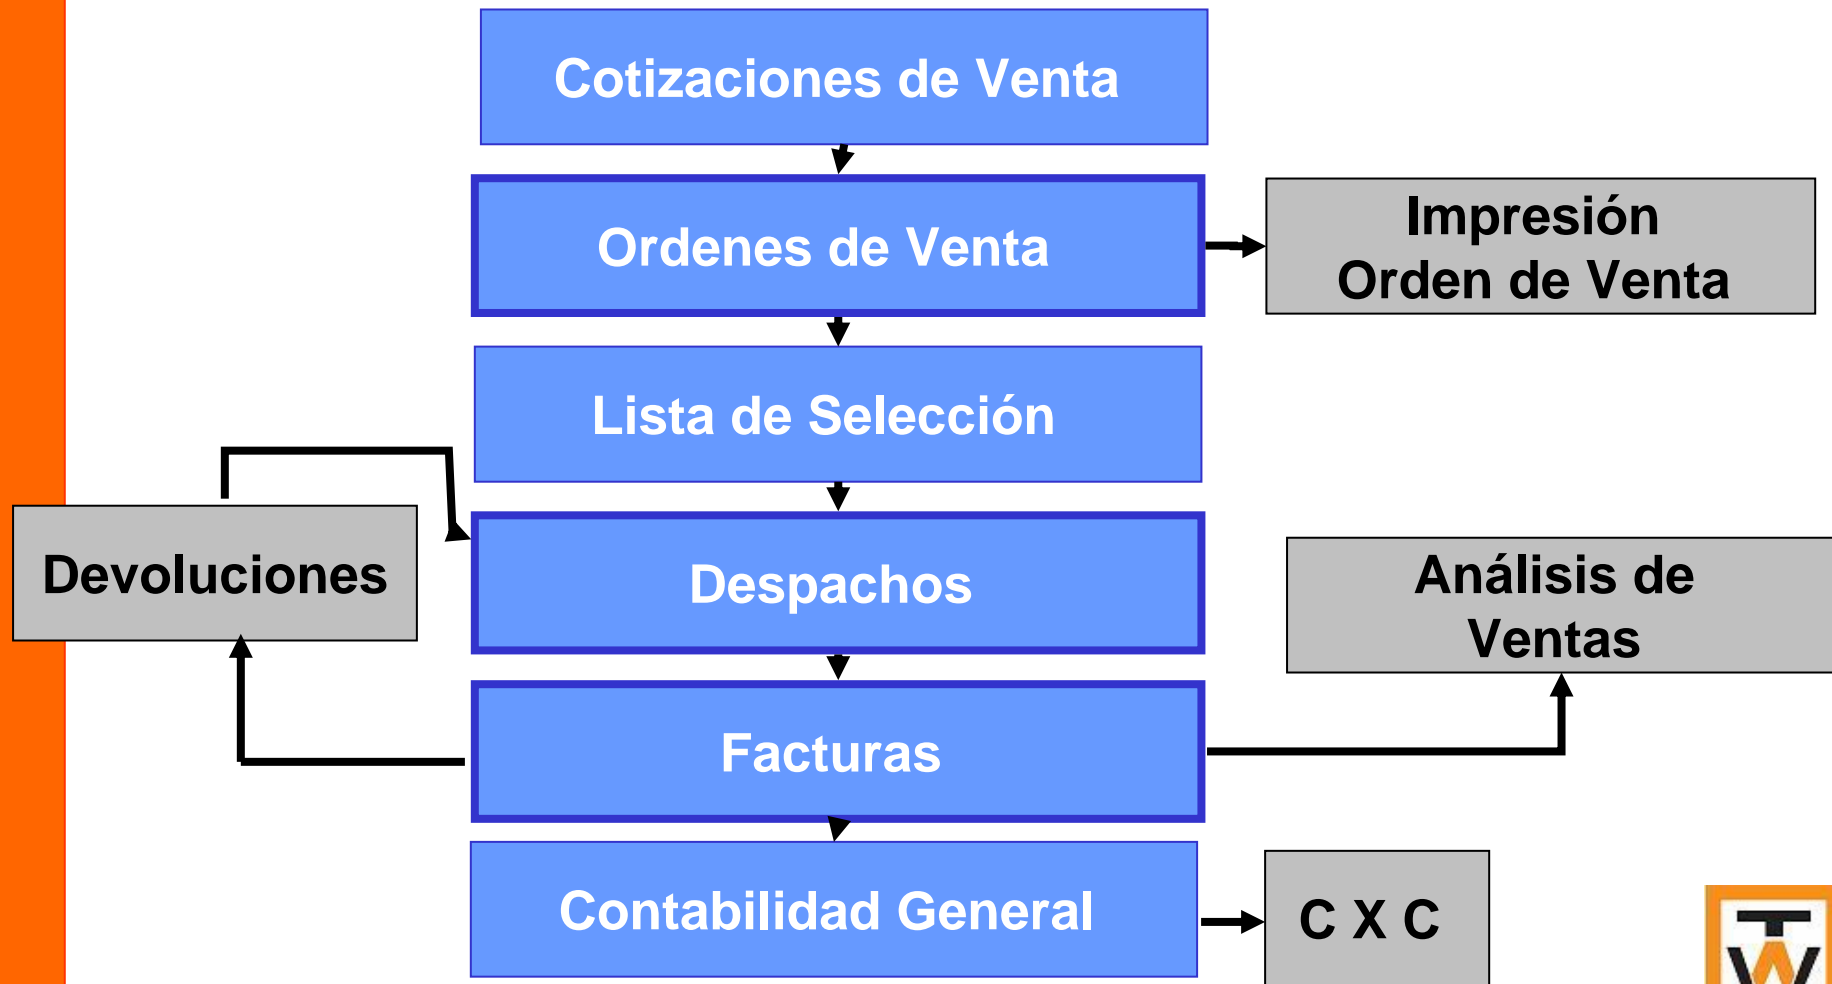 Cotizaciones de Venta
Ordenes de Venta
Impresión
Orden de Venta
Lista de Selección
Devoluciones
Despachos
Análisis de
Ventas
Facturas
Contabilidad General
C X C
TW